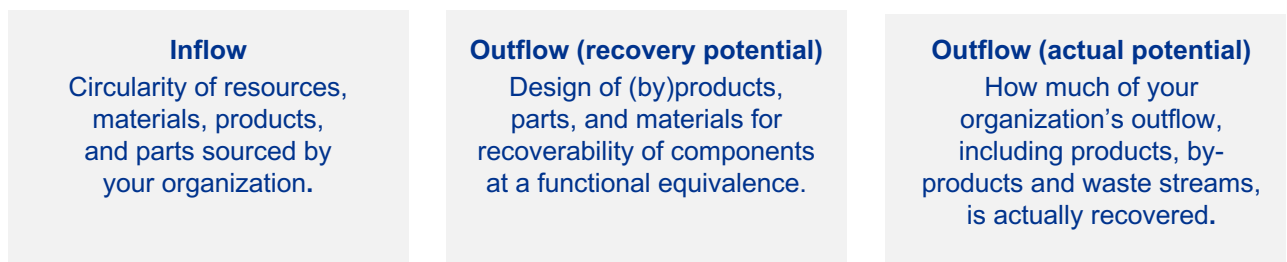 Inflow
Circularity of resources,
materials, products,
and parts sourced by
your organization.
Outflow (recovery potential)
Design of (by)products,
parts, and materials for
recoverability of components
at a functional equivalence.
Outflow (actual potential)
How much of your
organization’s outflow,
including products, by-
products and waste streams,
is actually recovered.